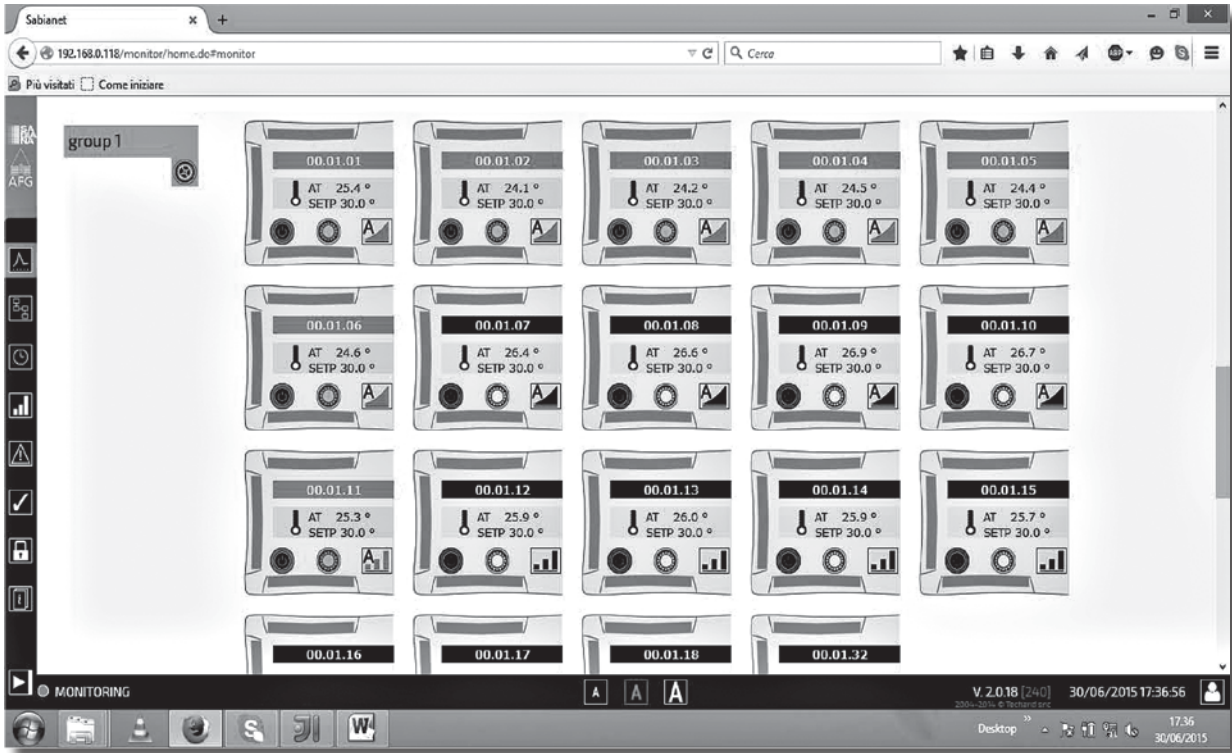 Sabianet × +
192.168.0.118/monitor/home.do#monitor
Cerca
ABP
Più visitati Come iniziare
AFG
group 1
00.01.01 00.01.02 00.01.03 00.01.04 00.01.05
AT 25.4 ° AT 24.1 ° AT 24.2 ° AT 24.5 ° AT 24.4 °
SETP 30.0 ° SETP 30.0 ° SETP 30.0 ° SETP 30.0 ° SETP 30.0 °
A A A A A
00.01.06 00.01.07 00.01.08 00.01.09 00.01.10
AT 24.6 ° AT 26.4 ° AT 26.6 ° AT 26.9 ° AT 26.7 °
SETP 30.0 ° SETP 30.0 ° SETP 30.0 ° SETP 30.0 ° SETP 30.0 °
A A A A A
00.01.11 00.01.12 00.01.13 00.01.14 00.01.15
AT 25.3 ° AT 25.9 ° AT 26.0 ° AT 25.9 ° AT 25.7 °
SETP 30.0 ° SETP 30.0 ° SETP 30.0 ° SETP 30.0 ° SETP 30.0 °
A
00.01.16 00.01.17 00.01.18 00.01.32
MONITORING A A A V. 2.0.18 [240] 30/06/2015 17:36:56
2004-2014 © Techard snc
Desktop 17.36
30/06/2015